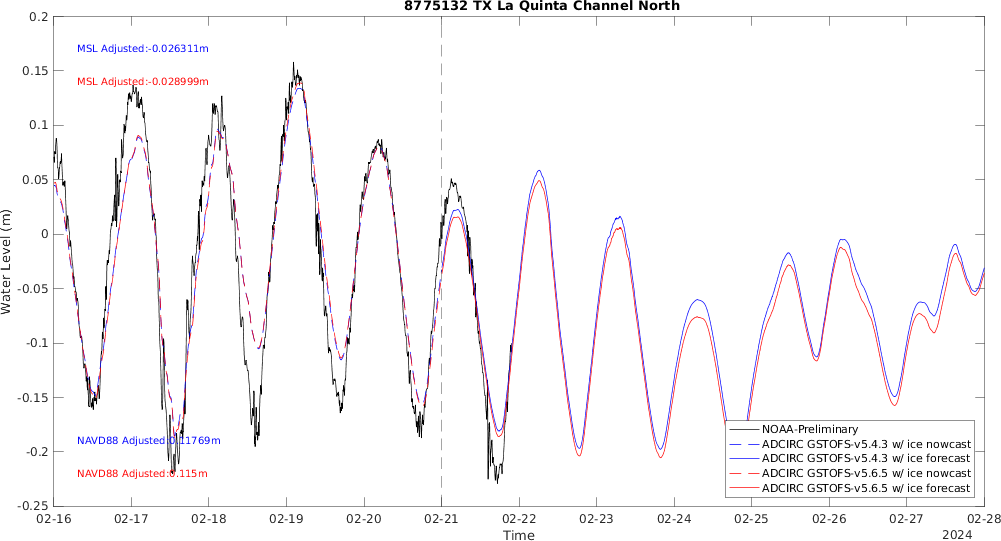 8775132 TX La Quinta Channel North
0.2
0.15
0.1
0.05
0
-0.05
-0.1
-0.15
-0.2
-0.25
Water Level (m)
MSL Adjusted:-0.026311m
MSL Adjusted:-0.028999m
NAVD88 Adjusted:0.11769m
NAVD88 Adjusted:0.115m
NOAA-Preliminary
ADCIRC GSTOFS-v5.4.3 w/ ice nowcast
ADCIRC GSTOFS-v5.4.3 w/ ice forecast
ADCIRC GSTOFS-v5.6.5 w/ ice nowcast
ADCIRC GSTOFS-v5.6.5 w/ ice forecast
02-16 02-17 02-18 02-19 02-20 02-21 02-22 02-23 02-24 02-25 02-26 02-27 02-28
Time
2024